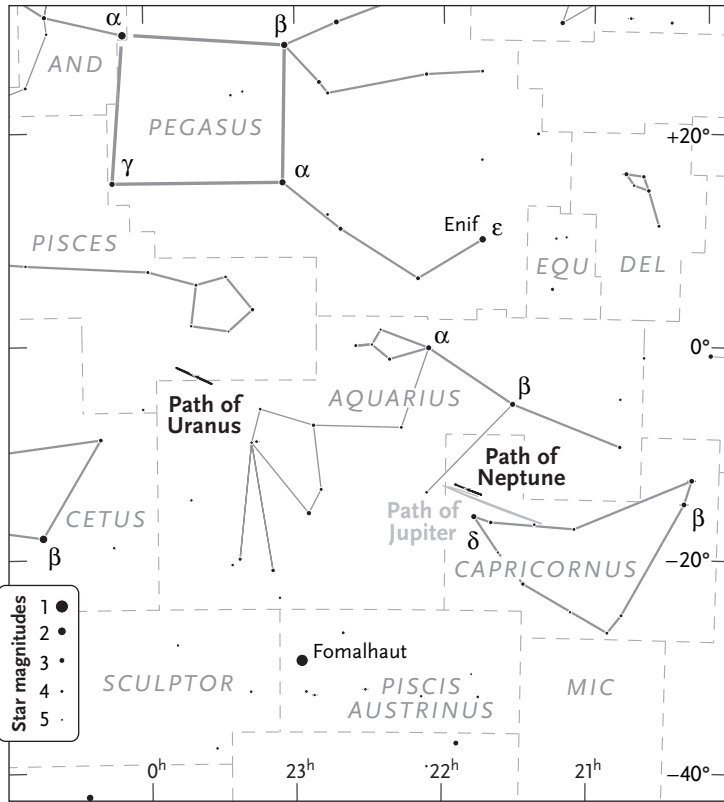 α
β
AND
PEGASUS
+20°
γ
α
Enif ε
PISCES
EQU
DEL
0°
α
AQUARIUS
β
Path of
Uranus
Path of
Neptune
Path of
Jupiter
CETUS
β
δ
β
CAPRICORNUS
−20°
Star magnitudes
1
2
3
4
5
Fomalhaut
SCULPTOR
PISCIS
AUSTRINUS
MIC
0h
23h
22h
21h
−40°